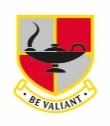 · BE VALIANT ·